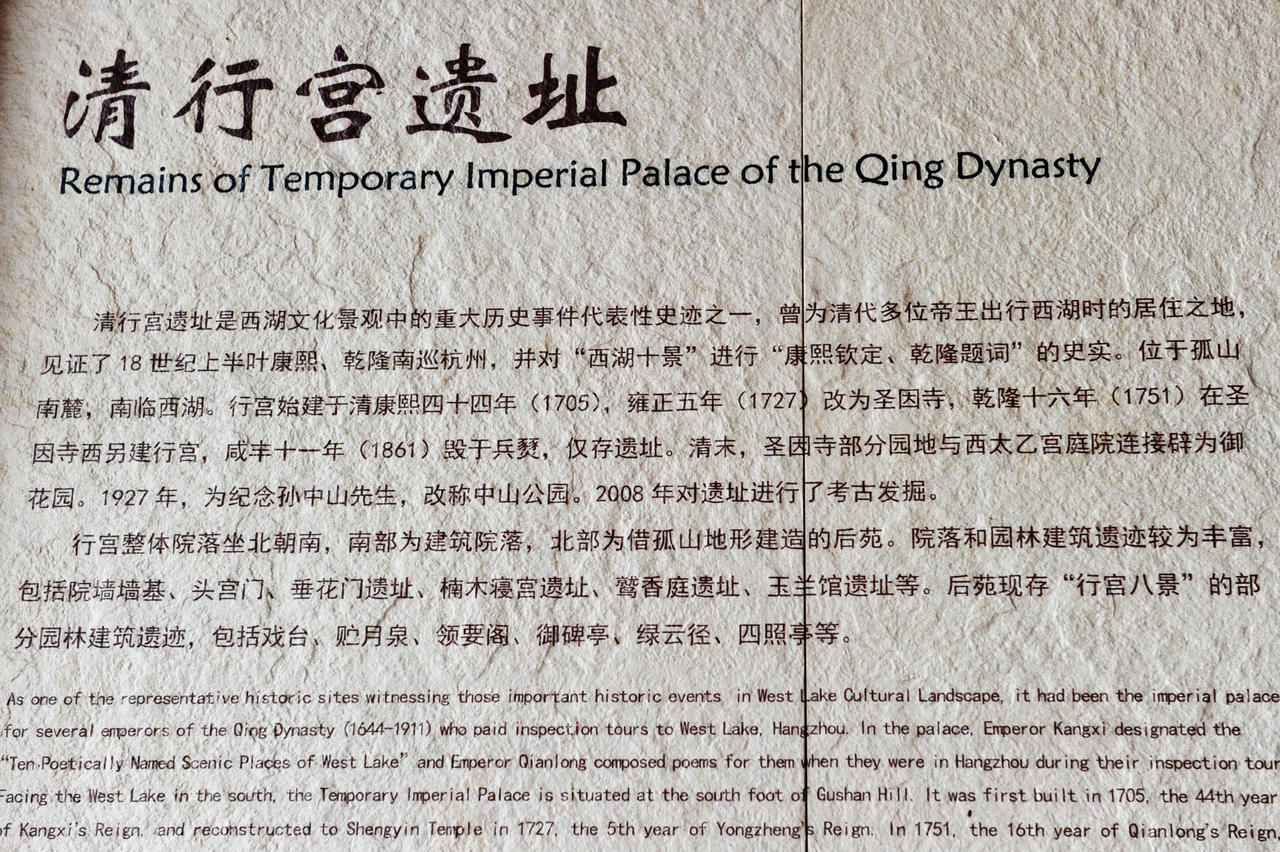 清行宫遗址
Remains of Temporary Imperial Palace of the Qing Dynasty
清行宫遗址是西湖文化景观中的重大历史事件代表性史迹之一，曾为清代多位帝王出行西湖时的居住之地，
见证了 18 世纪上半叶康熙、乾隆南巡杭州，并对“西湖十景”进行“康熙钦定、乾隆题词”的史实。位于孤山
南麓，南临西湖。行宫始建于清康熙四十四年（1705），雍正五年（1727）改为圣因寺，乾隆十六年（1751）在圣
因寺西另建行宫，咸丰十一年（1861）毁于兵燹，仅存遗址。清末，圣因寺部分园地与西太乙宫庭院连接辟为御
花园。1927 年，为纪念孙中山先生，改称中山公园。2008 年对遗址进行了考古发掘。
行宫整体院落坐北朝南，南部为建筑院落，北部为借孤山地形建造的后苑。院落和园林建筑遗迹较为丰富，
包括院墙墙基、头宫门、垂花门遗址、楠木寝宫遗址、鹫香庭遗址、玉兰馆遗址等。后苑现存“行宫八景”的部
分园林建筑遗迹，包括戏台、贮月泉、领要阁、御碑亭、绿云径、四照亭等。
As one of the representative historic sites witnessing those important historic events in West Lake Cultural Landscape, it had been the imperial palace
for several emperors of the Qing Dynasty (1644-1911) who paid inspection tours to West Lake, Hangzhou. In the palace, Emperor Kangxi designated the
“Ten Poetically Named Scenic Places of West Lake” and Emperor Qianlong composed poems for them when they were in Hangzhou during their inspection tour
Facing the West Lake in the south, the Temporary Imperial Palace is situated at the south foot of Gushan Hill. It was first built in 1705, the 44th year
of Kangxi's Reign, and reconstructed to Shengyin Temple in 1727, the 5th year of Yongzheng's Reign. In 1751, the 16th year of Qianlong's Reign,